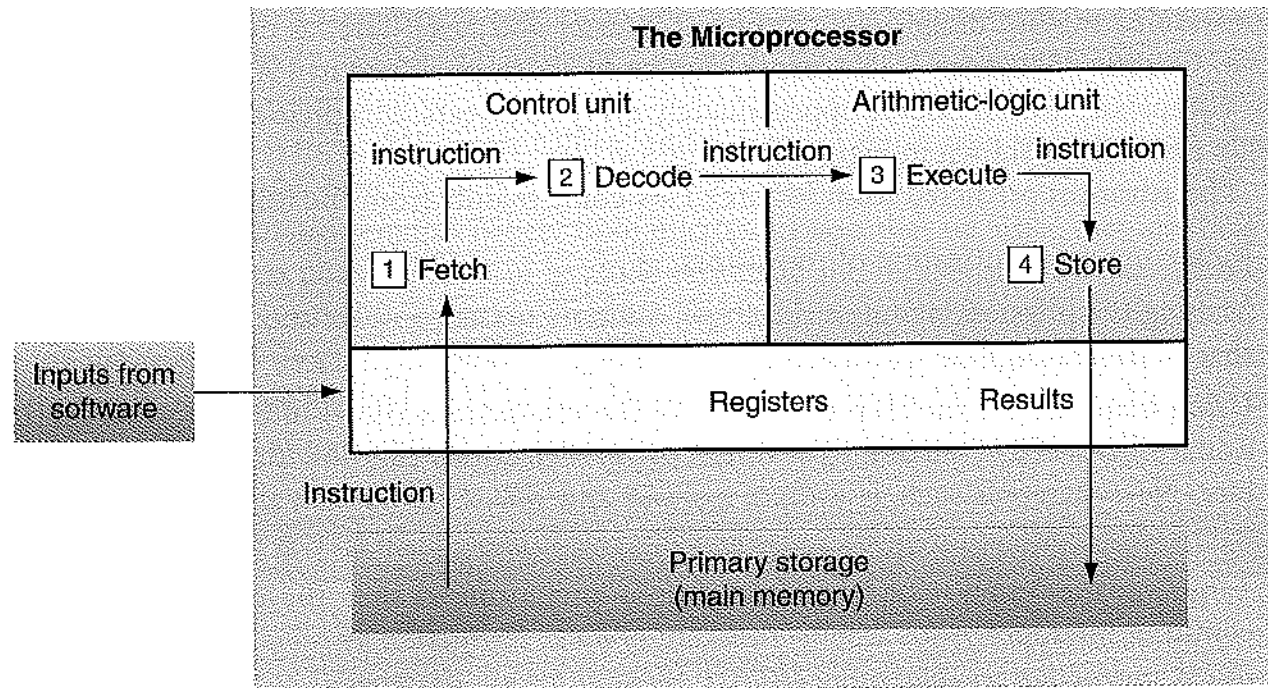 The Microprocessor
Control unit
Arithmetic-logic unit
instruction
instruction
instruction
2 Decode
3 Execute
1 Fetch
4 Store
Inputs from
software
Registers
Results
Instruction
Primary storage
(main memory)